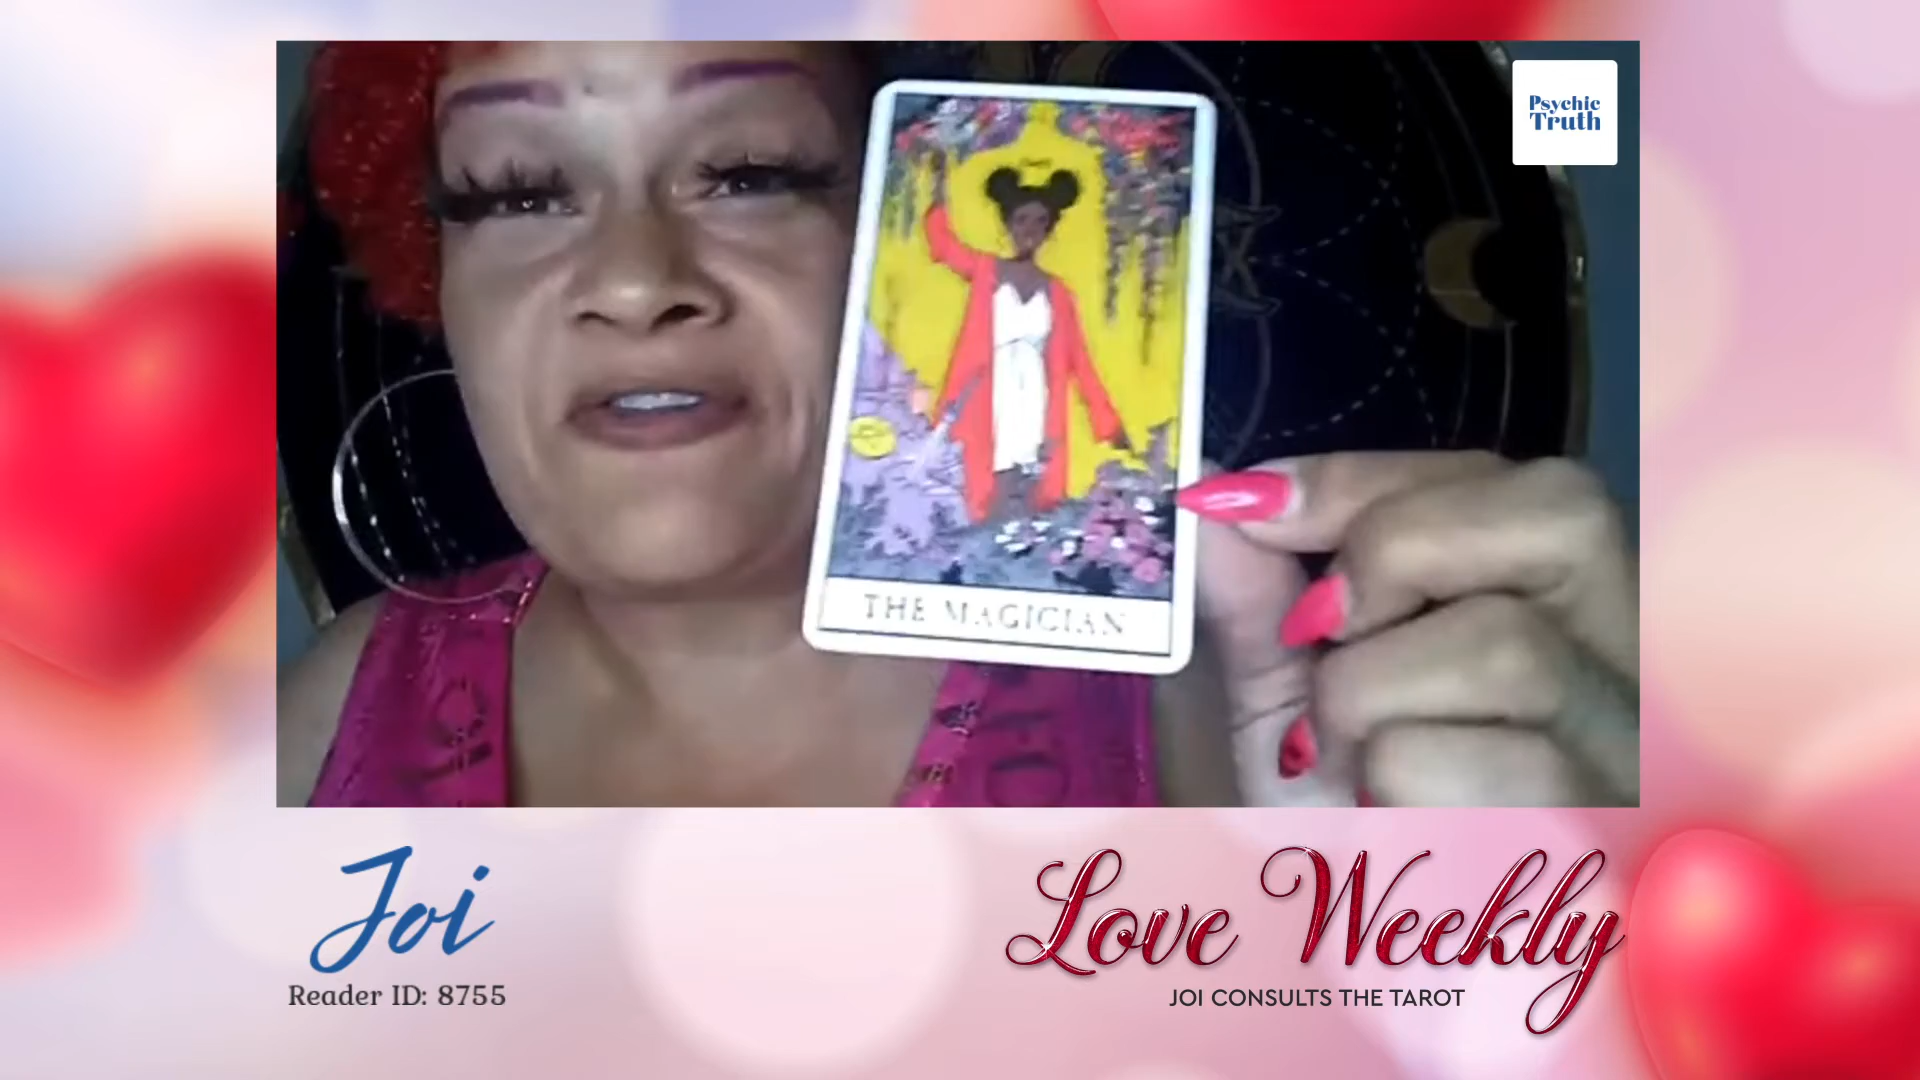 Psychic
Truth
THE MAGICIAN
Joi
Reader ID: 8755
Love Weekly
JOI CONSULTS THE TAROT